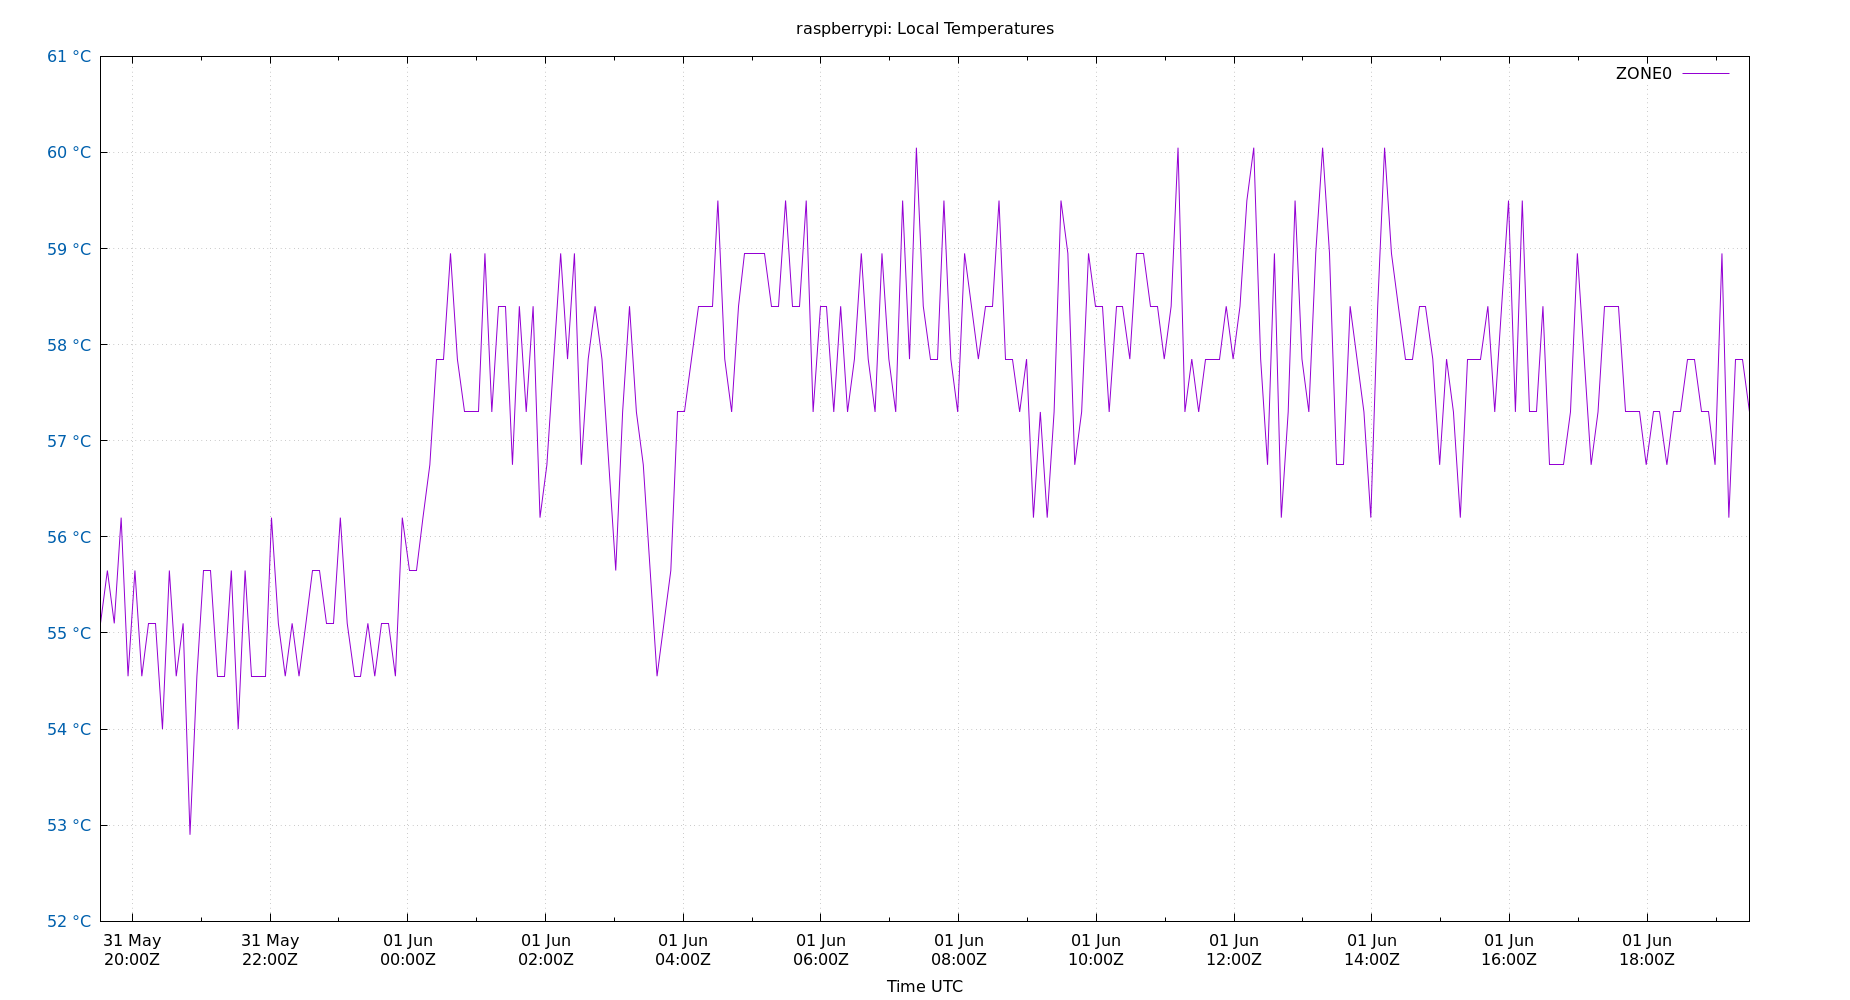 raspberrypi: Local Temperatures
61 °C
ZONE0
60 °C
59 °C
58 °C
57 °C
56 °C
55 °C
54 °C
53 °C
52 °C
31 May 31 May 01 Jun 01 Jun 01 Jun 01 Jun 01 Jun 01 Jun 01 Jun 01 Jun 01 Jun 01 Jun
20:00Z 22:00Z 00:00Z 02:00Z 04:00Z 06:00Z 08:00Z 10:00Z 12:00Z 14:00Z 16:00Z 18:00Z
Time UTC